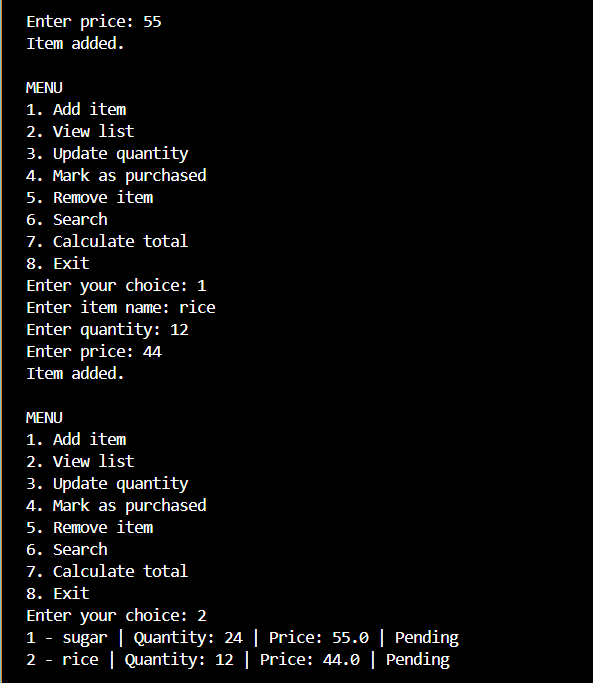 Enter price: 55
Item added.

MENU
1. Add item
2. View list
3. Update quantity
4. Mark as purchased
5. Remove item
6. Search
7. Calculate total
8. Exit
Enter your choice: 1
Enter item name: rice
Enter quantity: 12
Enter price: 44
Item added.

MENU
1. Add item
2. View list
3. Update quantity
4. Mark as purchased
5. Remove item
6. Search
7. Calculate total
8. Exit
Enter your choice: 2
1 - sugar | Quantity: 24 | Price: 55.0 | Pending
2 - rice | Quantity: 12 | Price: 44.0 | Pending